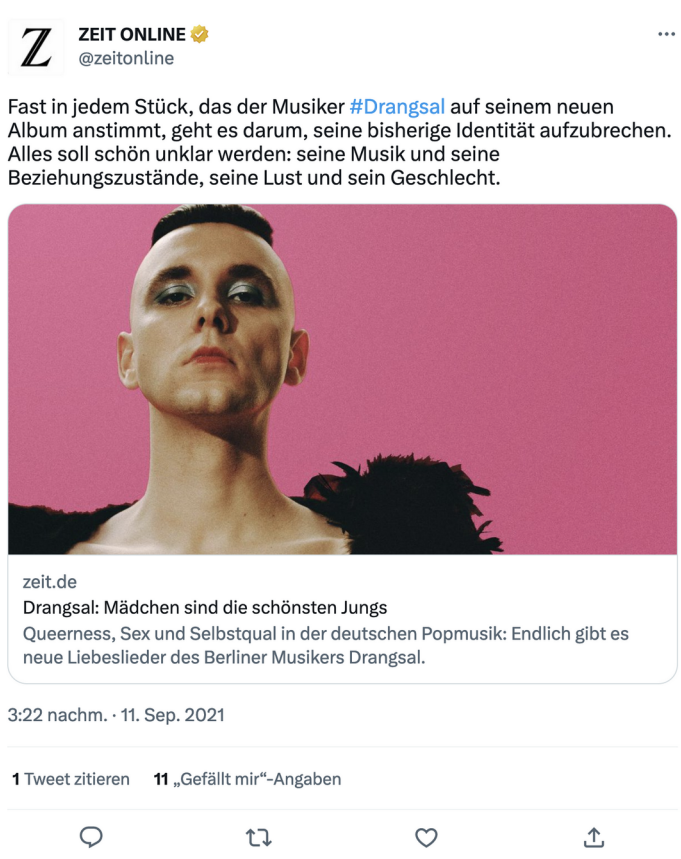 ZEIT ONLINE
@zeitonline
Fast in jedem Stück, das der Musiker #Drangsal auf seinem neuen
Album anstimmt, geht es darum, seine bisherige Identität aufzubrechen.
Alles soll schön unklar werden: seine Musik und seine
Beziehungszustände, seine Lust und sein Geschlecht.
zeit.de
Drangsal: Mädchen sind die schönsten Jungs
Queerness, Sex und Selbstqual in der deutschen Popmusik: Endlich gibt es
neue Liebeslieder des Berliner Musikers Drangsal.
3:22 nachm. · 11. Sep. 2021
1 Tweet zitieren 11 „Gefällt mir“-Angaben